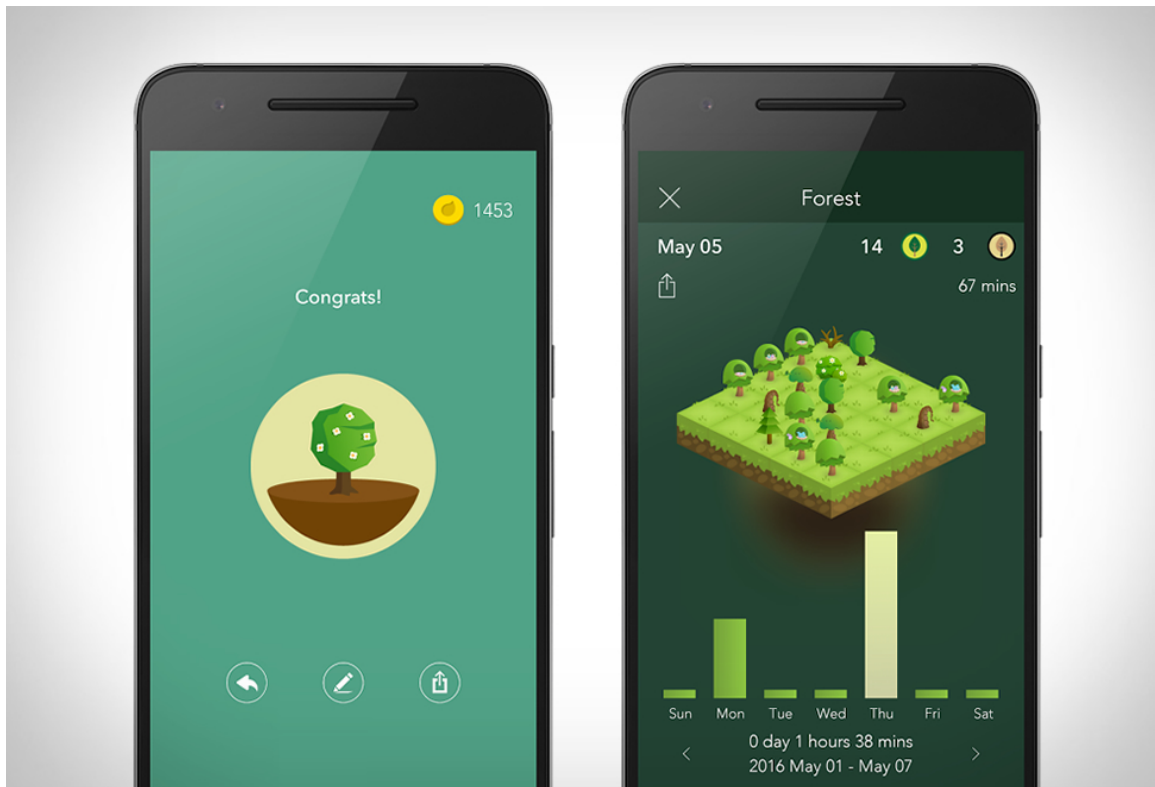 1453
Congrats!
Forest
May 05 14 3
67 mins
Sun Mon Tue Wed Thu Fri Sat
0 day 1 hours 38 mins
2016 May 01 - May 07